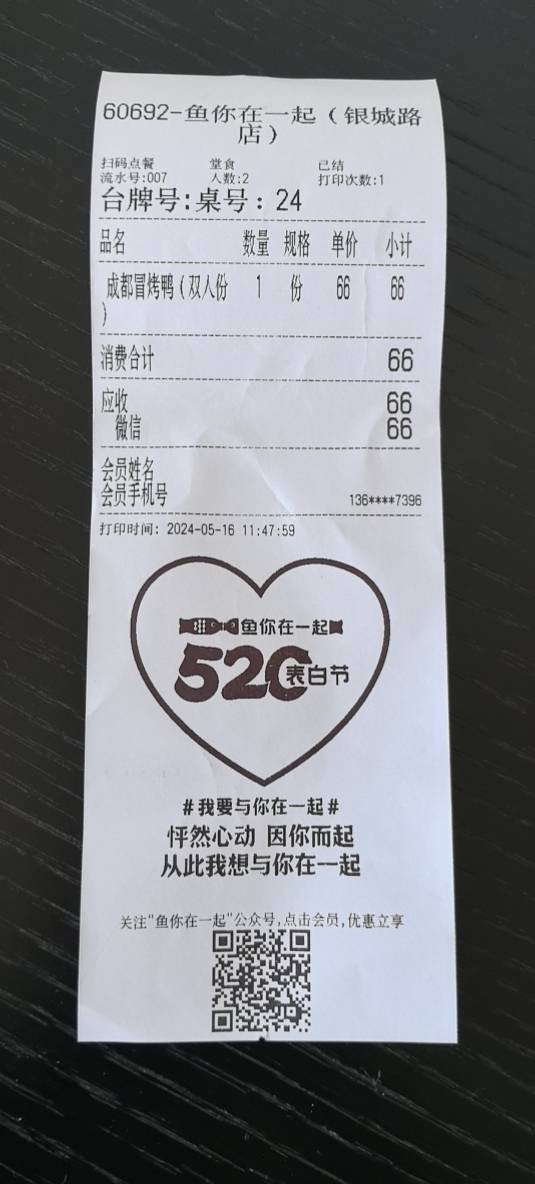 60692-鱼你在一起（银城路
店）
扫码点餐 堂食 已结
流水号:007 人数:2 打印次数:1
台牌号:桌号：24
品名 数量 规格 单价 小计
成都冒烤鸭（双人份 1 份 66 66
）
消费合计 66
应收 66
微信 66
会员姓名
会员手机号 136****7396
打印时间: 2024-05-16 11:47:59
鱼你在一起
520表白节
#我要与你在一起#
怦然心动 因你而起
从此我想与你在一起
关注"鱼你在一起"公众号,点击会员,优惠立享